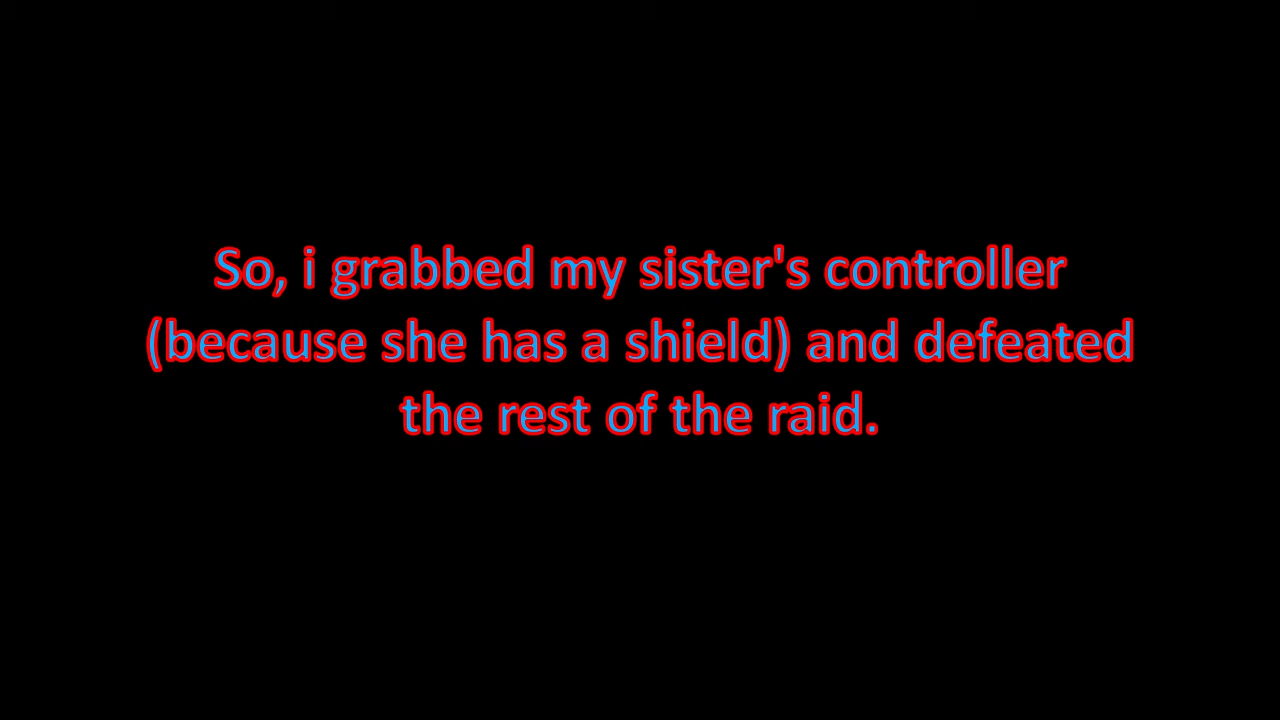 So, i grabbed my sister's controller
(because she has a shield) and defeated
the rest of the raid.